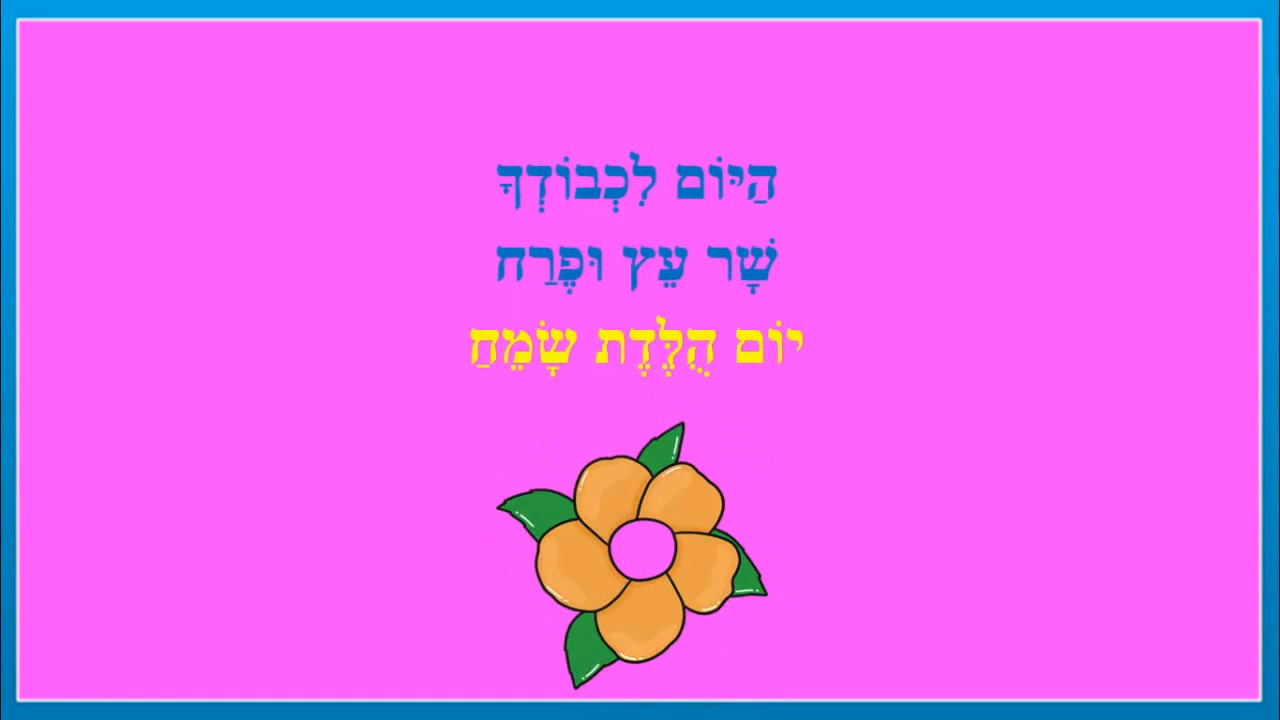 הַיּוֹם לִכְבוֹדְךָ
שָׁר עֵץ וּפֶרַח
יוֹם הֻלֶּדֶת שָׂמֵחַ